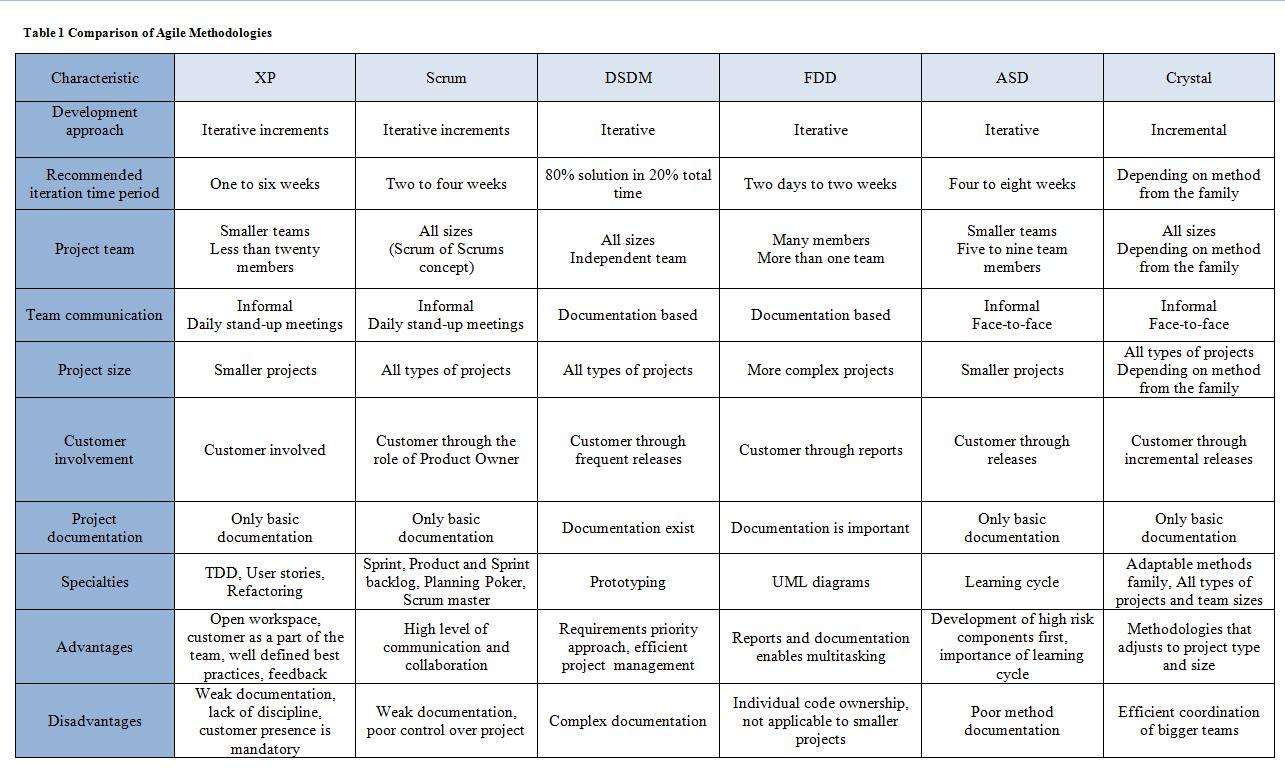 Table 1 Comparison of Agile Methodologies
Characteristic
XP
Scrum
DSDM
FDD
ASD
Crystal
Development
approach
Iterative increments
Iterative increments
Iterative
Iterative
Iterative
Incremental
Recommended
iteration time period
One to six weeks
Two to four weeks
80% solution in 20% total
time
Two days to two weeks
Four to eight weeks
Depending on method
from the family
Project team
Smaller teams
Less than twenty
members
All sizes
(Scrum of Scrums
concept)
All sizes
Independent team
Many members
More than one team
Smaller teams
Five to nine team
members
All sizes
Depending on method
from the family
Team communication
Informal
Daily stand-up meetings
Informal
Daily stand-up meetings
Documentation based
Documentation based
Informal
Face-to-face
Informal
Face-to-face
Project size
Smaller projects
All types of projects
All types of projects
More complex projects
Smaller projects
All types of projects
Depending on method
from the family
Customer
involvement
Customer involved
Customer through the
role of Product Owner
Customer through
frequent releases
Customer through reports
Customer through
releases
Customer through
incremental releases
Project
documentation
Only basic
documentation
Only basic
documentation
Documentation exist
Documentation is important
Only basic
documentation
Only basic
documentation
Specialties
TDD, User stories,
Refactoring
Sprint, Product and Sprint
backlog, Planning Poker,
Scrum master
Prototyping
UML diagrams
Learning cycle
Adaptable methods
family, All types of
projects and team sizes
Advantages
Open workspace,
customer as a part of the
team, well defined best
practices, feedback
High level of
communication and
collaboration
Requirements priority
approach, efficient
project management
Reports and documentation
enables multitasking
Development of high risk
components first,
importance of learning
cycle
Methodologies that
adjusts to project type
and size
Disadvantages
Weak documentation,
lack of discipline,
customer presence is
mandatory
Weak documentation,
poor control over project
Complex documentation
Individual code ownership,
not applicable to smaller
projects
Poor method
documentation
Efficient coordination
of bigger teams